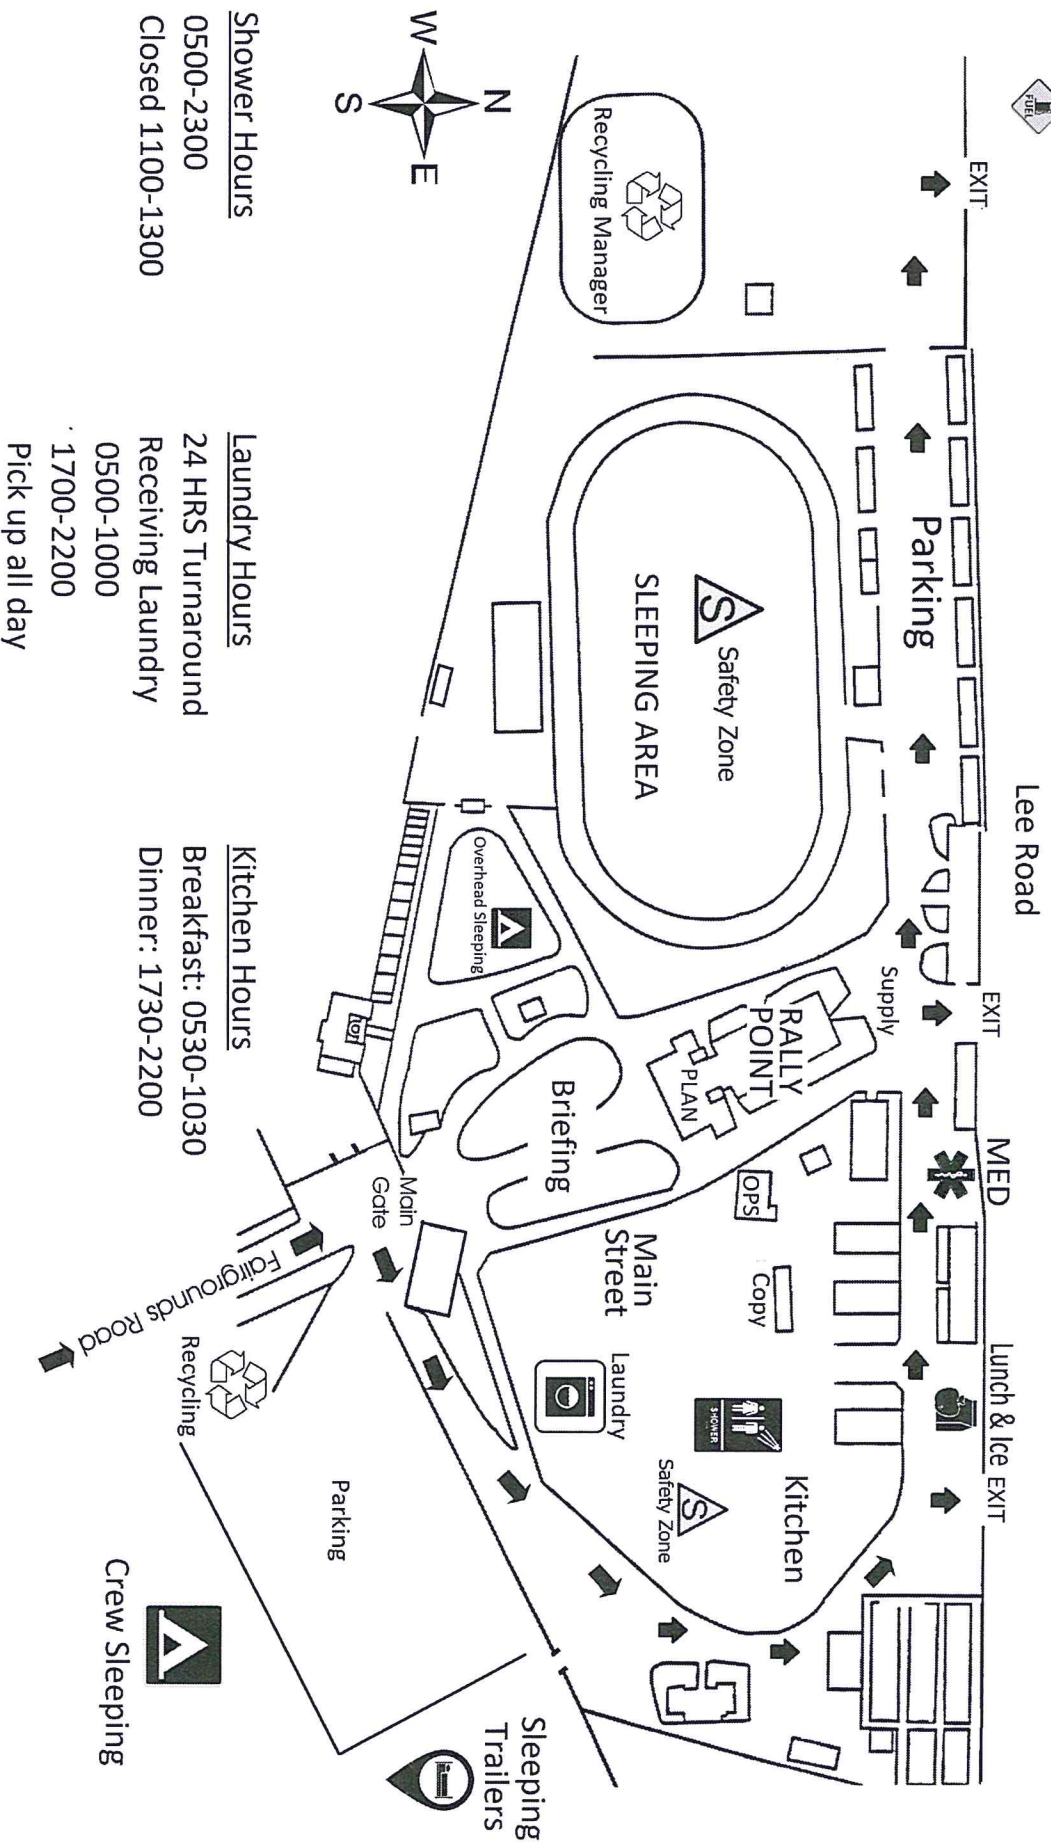 FUEL
EXIT
Lee Road
EXIT
MED
Lunch & Ice
EXIT
Parking
Supply
Recycling Manager
Safety Zone
S
SLEEPING AREA
RALLY
POINT
PLAN
OPS
Copy
SHOWER
Kitchen
S
Safety Zone
Main
Street
Laundry
Overhead Sleeping
Briefing
Main
Gate
Fairgrounds Road
Recycling
Parking
Sleeping
Trailers
Crew Sleeping
N
W
E
S
Shower Hours
0500-2300
Closed 1100-1300
Laundry Hours
24 HRS Turnaround
Receiving Laundry
0500-1000
1700-2200
Pick up all day
Kitchen Hours
Breakfast: 0530-1030
Dinner: 1730-2200